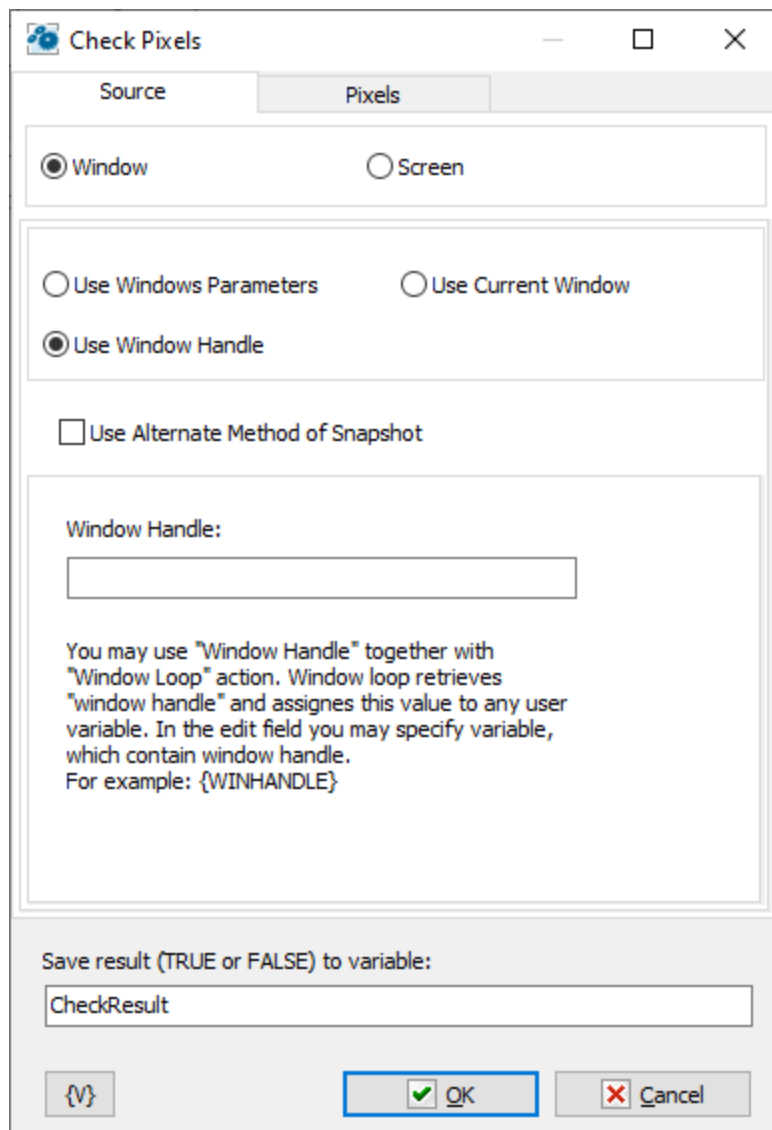 Check Pixels
Source Pixels
Window Screen
Use Windows Parameters Use Current Window
Use Window Handle
Use Alternate Method of Snapshot
Window Handle:
You may use "Window Handle" together with
"Window Loop" action. Window loop retrieves
"window handle" and assignes this value to any user
variable. In the edit field you may specify variable,
which contain window handle.
For example: {WINHANDLE}
Save result (TRUE or FALSE) to variable:
CheckResult
{V} OK Cancel